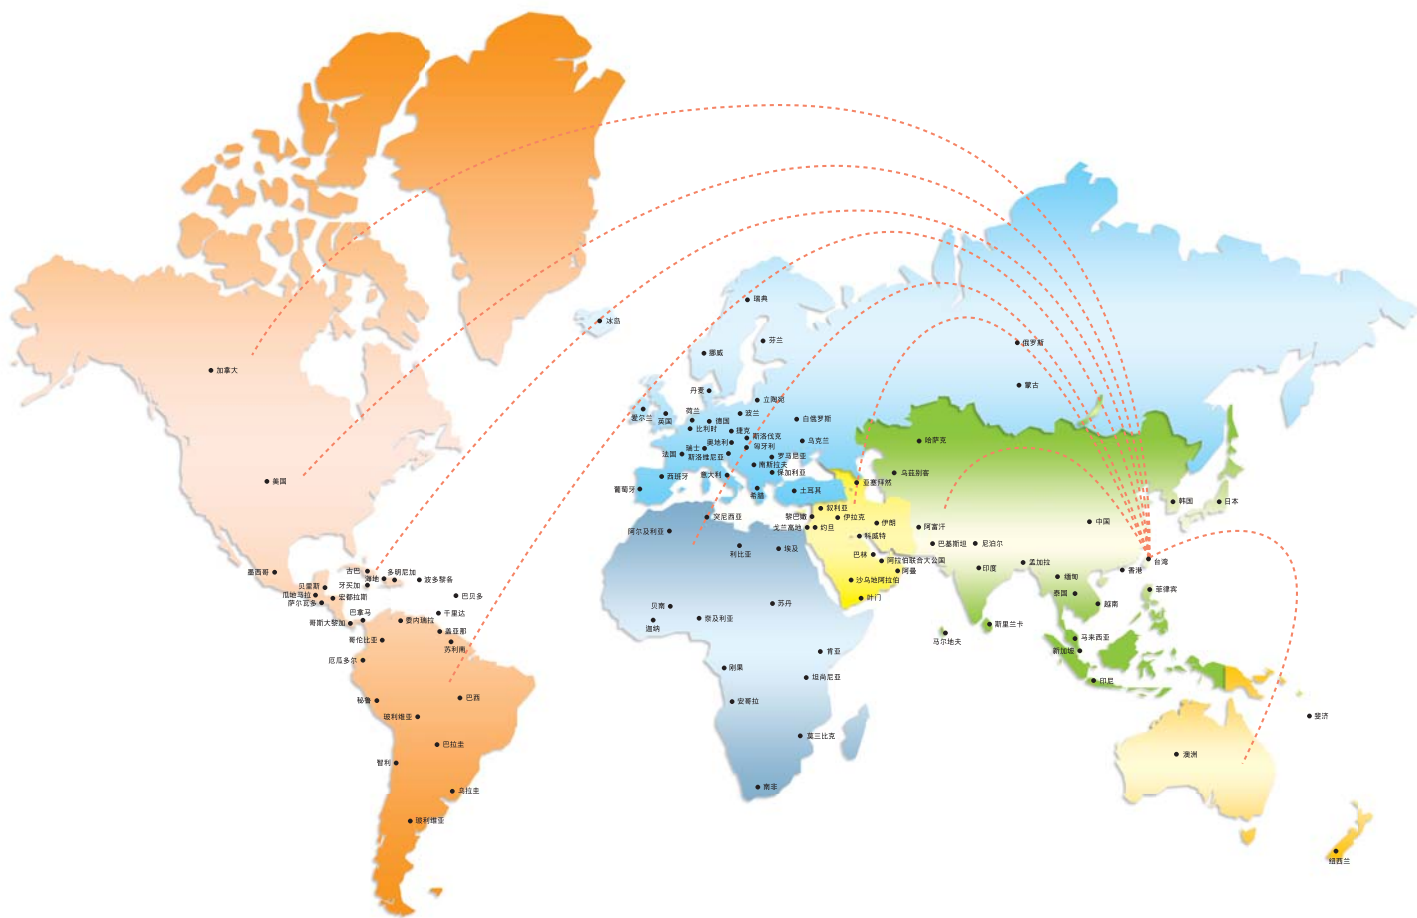 加拿大
美国
墨西哥
古巴
海地
多明尼加
波多黎各
牙买加
贝里斯
瓜地马拉
宏都拉斯
萨尔瓦多
巴贝多
千里达
巴拿马
哥斯大黎加
委内瑞拉
盖亚那
苏利南
哥伦比亚
厄瓜多尔
秘鲁
巴西
玻利维亚
巴拉圭
智利
乌拉圭
玻利维亚
冰岛
瑞典
芬兰
挪威
丹麦
立陶宛
爱尔兰
英国
荷兰
德国
波兰
白俄罗斯
比利时
捷克
斯洛伐克
乌克兰
奥地利
匈牙利
瑞士
法国
斯洛维尼亚
罗马尼亚
南斯拉夫
保加利亚
西班牙
意大利
葡萄牙
希腊
土耳其
俄罗斯
蒙古
哈萨克
乌兹别客
亚塞拜然
叙利亚
黎巴嫩
伊拉克
戈兰高地
约旦
伊朗
科威特
巴林
阿拉伯联合大公国
阿曼
沙乌地阿拉伯
叶门
突尼西亚
阿尔及利亚
利比亚
埃及
贝南
迦纳
奈及利亚
苏丹
刚果
肯亚
坦尚尼亚
安哥拉
莫三比克
南非
阿富汗
巴基斯坦
尼泊尔
印度
孟加拉
中国
韩国
日本
台湾
香港
缅甸
泰国
越南
菲律宾
斯里兰卡
马尔地夫
马来西亚
新加坡
印尼
斐济
澳洲
纽西兰